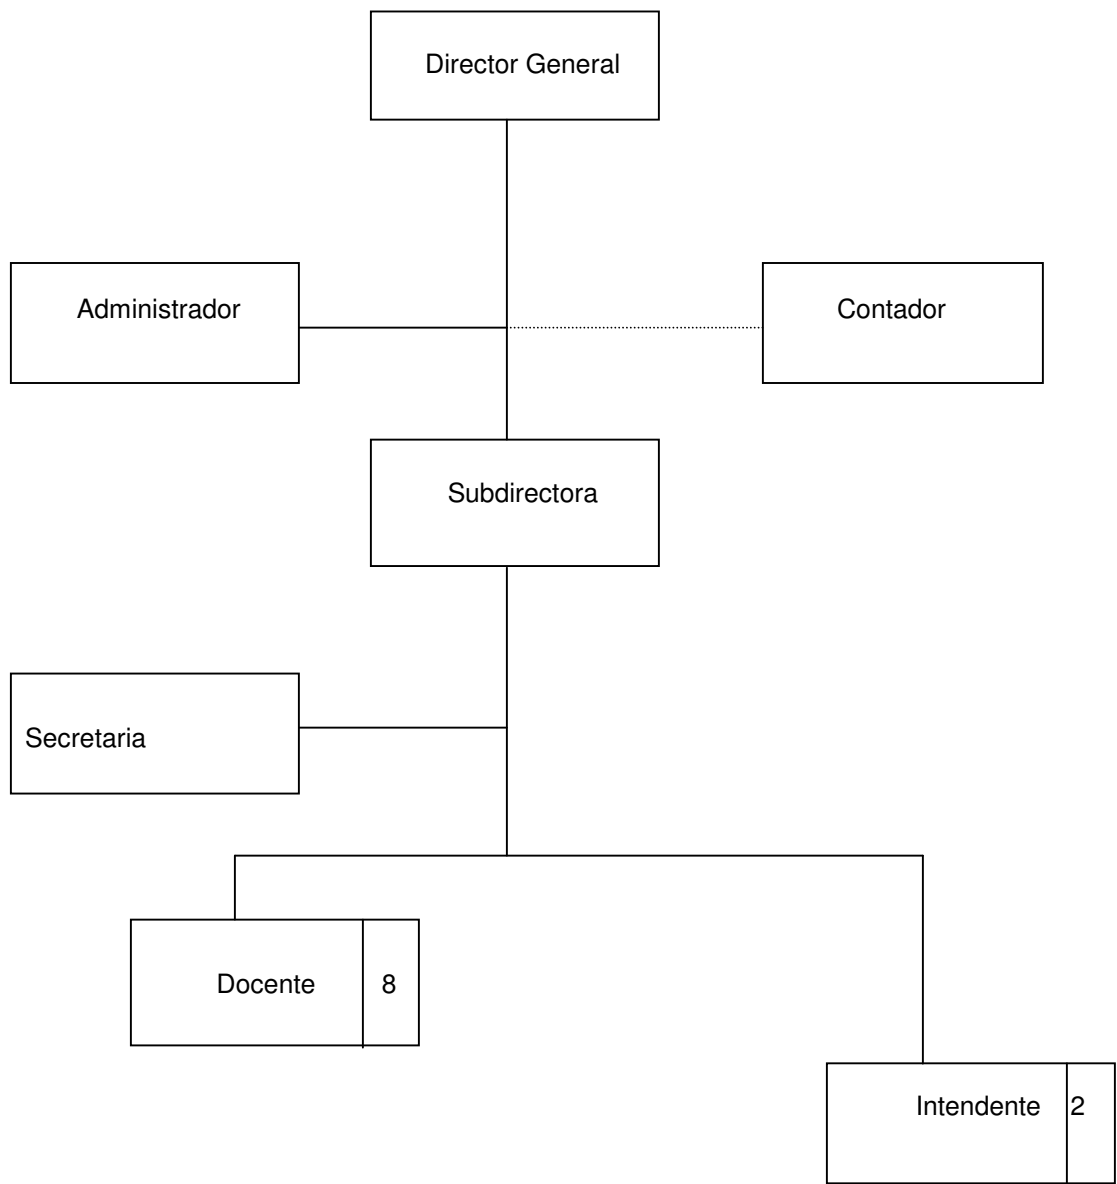 Director General
Administrador
Contador
Subdirectora
Secretaria
Docente 8
Intendente 2